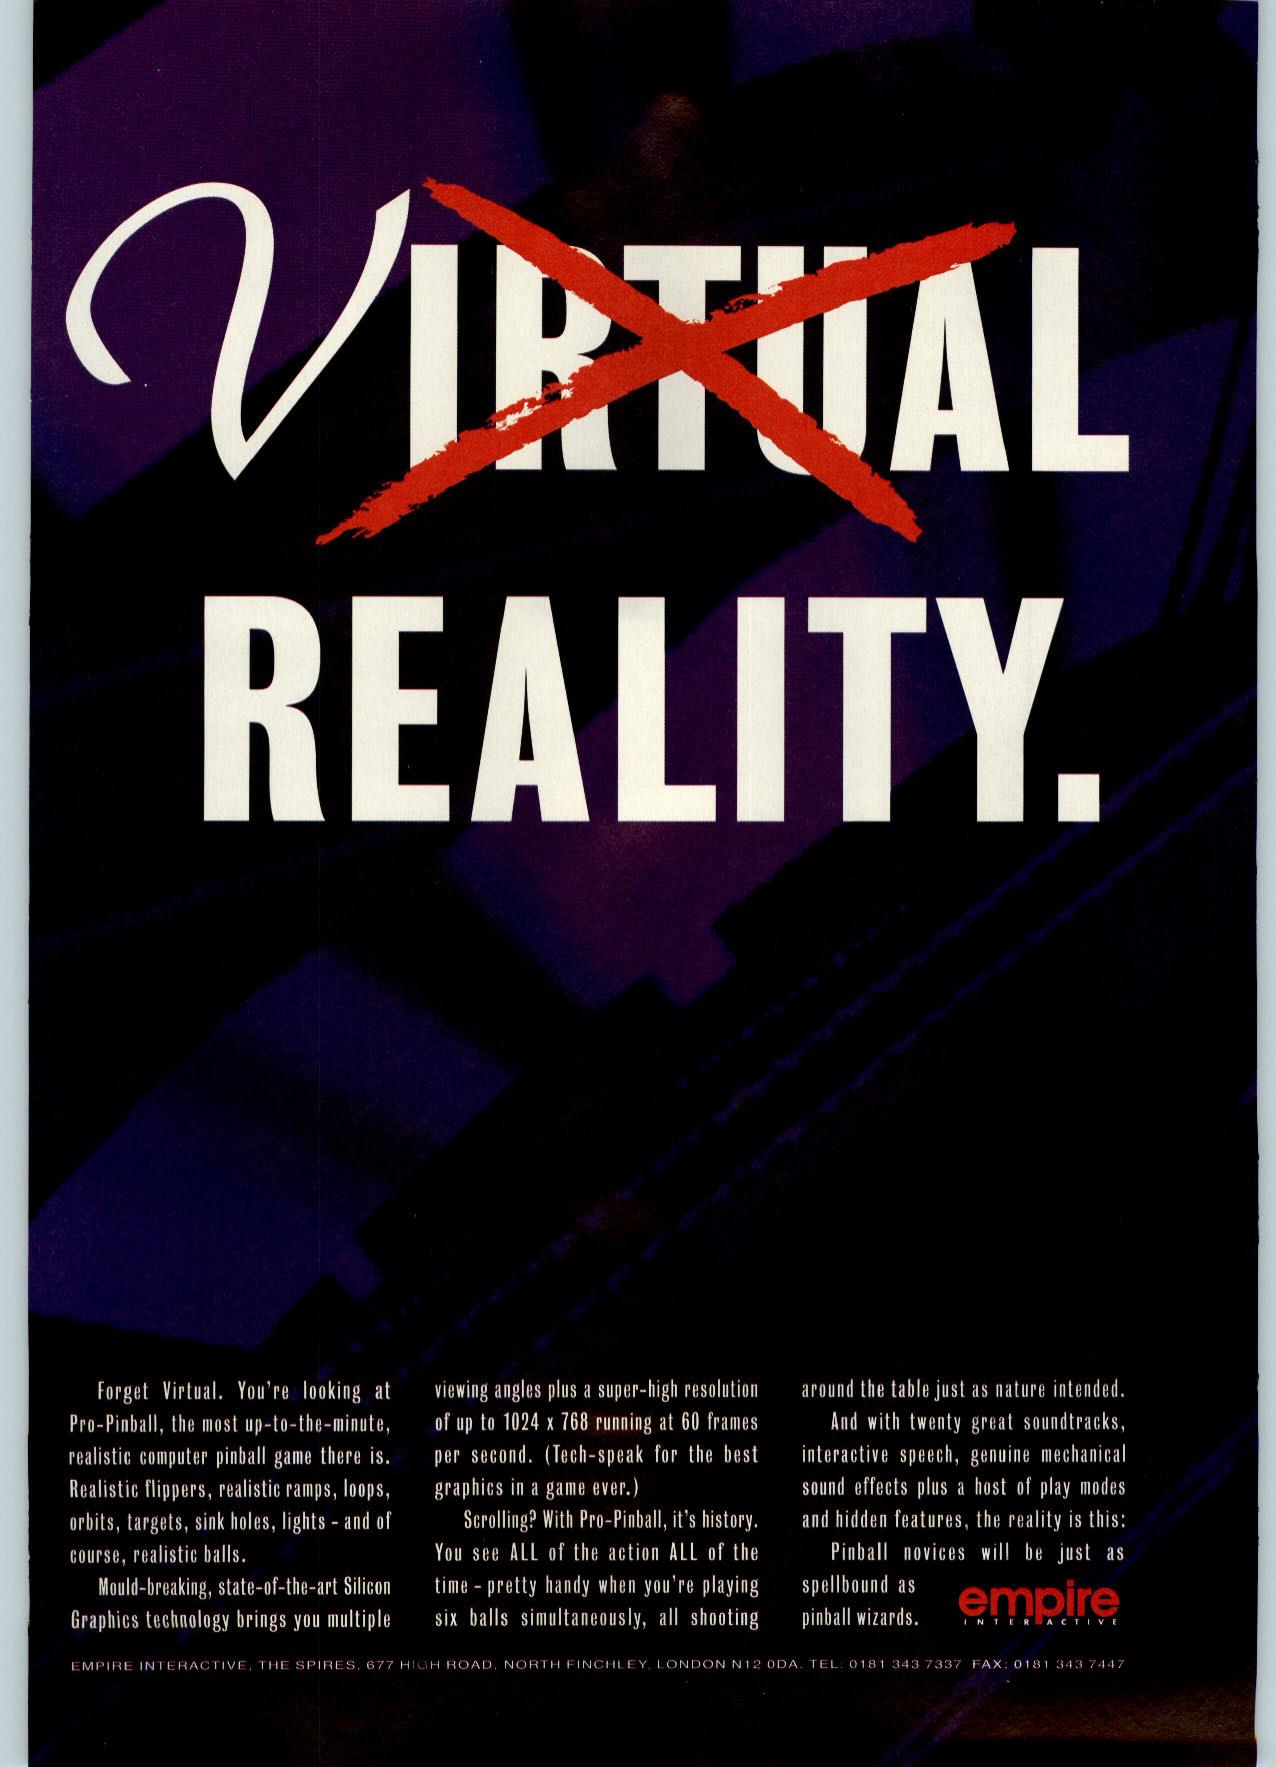 VIRTUAL
REALITY.
Forget Virtual. You're looking at
Pro-Pinball, the most up-to-the-minute,
realistic computer pinball game there is.
Realistic flippers, realistic ramps, loops,
orbits, targets, sink holes, lights - and of
course, realistic balls.
Mould-breaking, state-of-the-art Silicon
Graphics technology brings you multiple
viewing angles plus a super-high resolution
of up to 1024 x 768 running at 60 frames
per second. (Tech-speak for the best
graphics in a game ever.)
Scrolling? With Pro-Pinball, it's history.
You see ALL of the action ALL of the
time - pretty handy when you're playing
six balls simultaneously, all shooting
around the table just as nature intended.
And with twenty great soundtracks,
interactive speech, genuine mechanical
sound effects plus a host of play modes
and hidden features, the reality is this:
Pinball novices will be just as
spellbound as
pinball wizards.
empire
INTERACTIVE
EMPIRE INTERACTIVE, THE SPIRES, 677 HIGH ROAD, NORTH FINCHLEY, LONDON N12 0DA. TEL: 0181 343 7337 FAX: 0181 343 7447